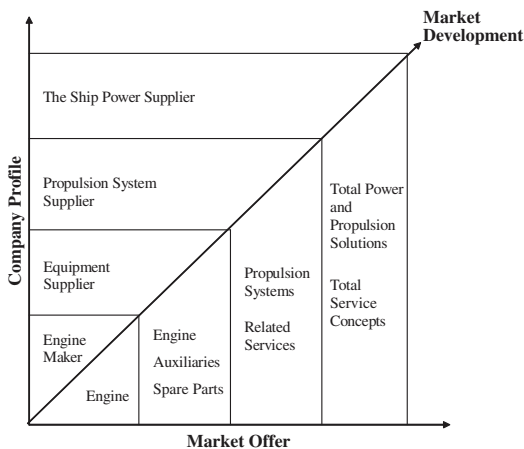 Market
Development
Company Profile
The Ship Power Supplier
Propulsion System
Supplier
Equipment
Supplier
Engine
Maker
Engine
Engine
Auxiliaries
Spare Parts
Propulsion
Systems
Related
Services
Total Power
and
Propulsion
Solutions
Total
Service
Concepts
Market Offer